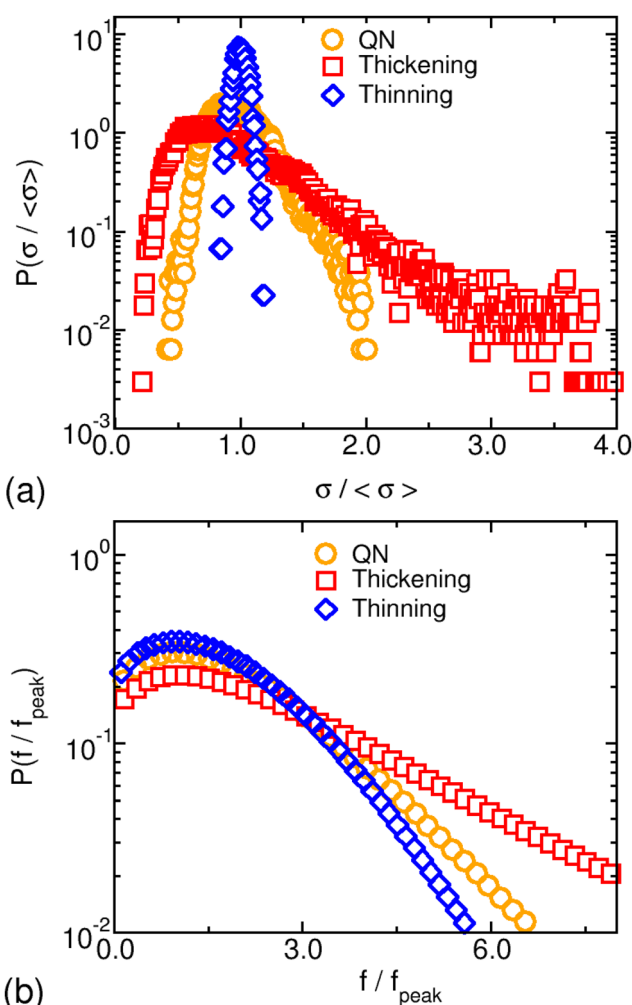 10^1
10^0
10^-1
10^-2
10^-3
P(σ / <σ>)
QN
Thickening
Thinning
0.0 1.0 2.0 3.0 4.0
(a) σ / < σ >
10^0
10^-1
10^-2
P(f / f_peak)
QN
Thickening
Thinning
0.0 3.0 6.0
(b) f / f_peak